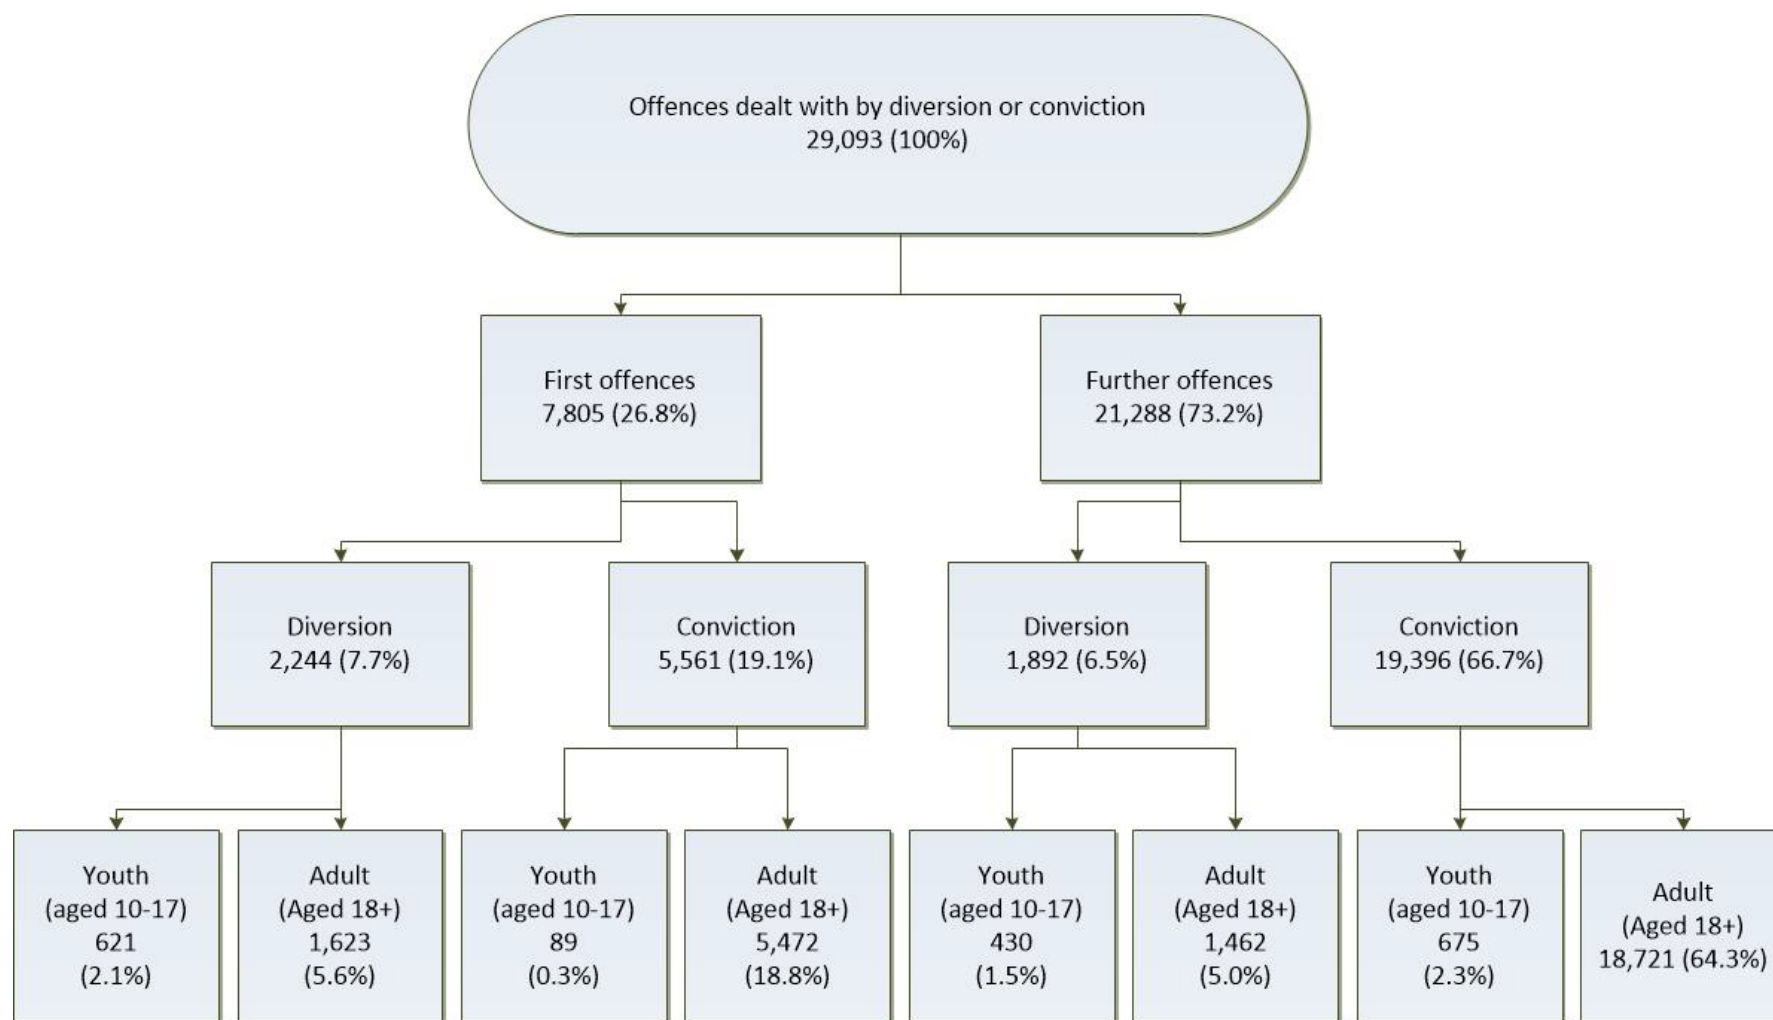 Offences dealt with by diversion or conviction
29,093 (100%)
First offences
7,805 (26.8%)
Further offences
21,288 (73.2%)
Diversion
2,244 (7.7%)
Conviction
5,561 (19.1%)
Diversion
1,892 (6.5%)
Conviction
19,396 (66.7%)
Youth
(aged 10-17)
621
(2.1%)
Adult
(Aged 18+)
1,623
(5.6%)
Youth
(aged 10-17)
89
(0.3%)
Adult
(Aged 18+)
5,472
(18.8%)
Youth
(aged 10-17)
430
(1.5%)
Adult
(Aged 18+)
1,462
(5.0%)
Youth
(aged 10-17)
675
(2.3%)
Adult
(Aged 18+)
18,721 (64.3%)